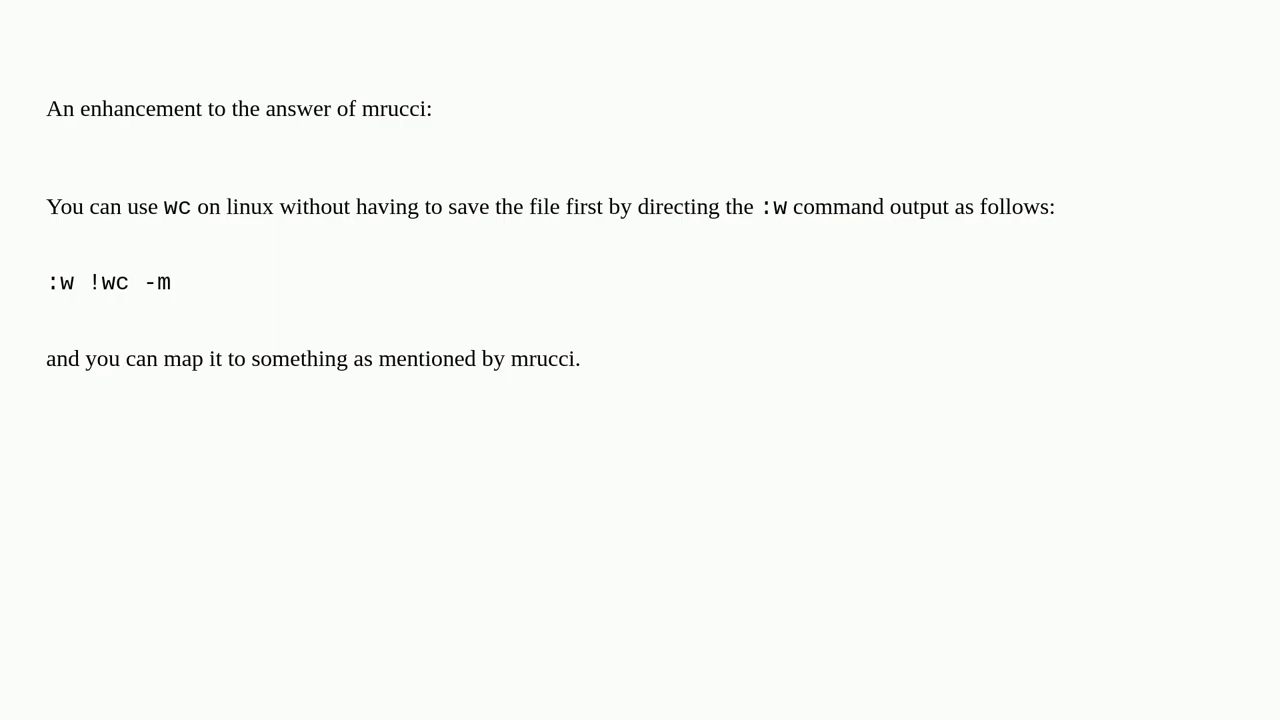 An enhancement to the answer of mrucci:
You can use wc on linux without having to save the file first by directing the :w command output as follows:
:w !wc -m
and you can map it to something as mentioned by mrucci.